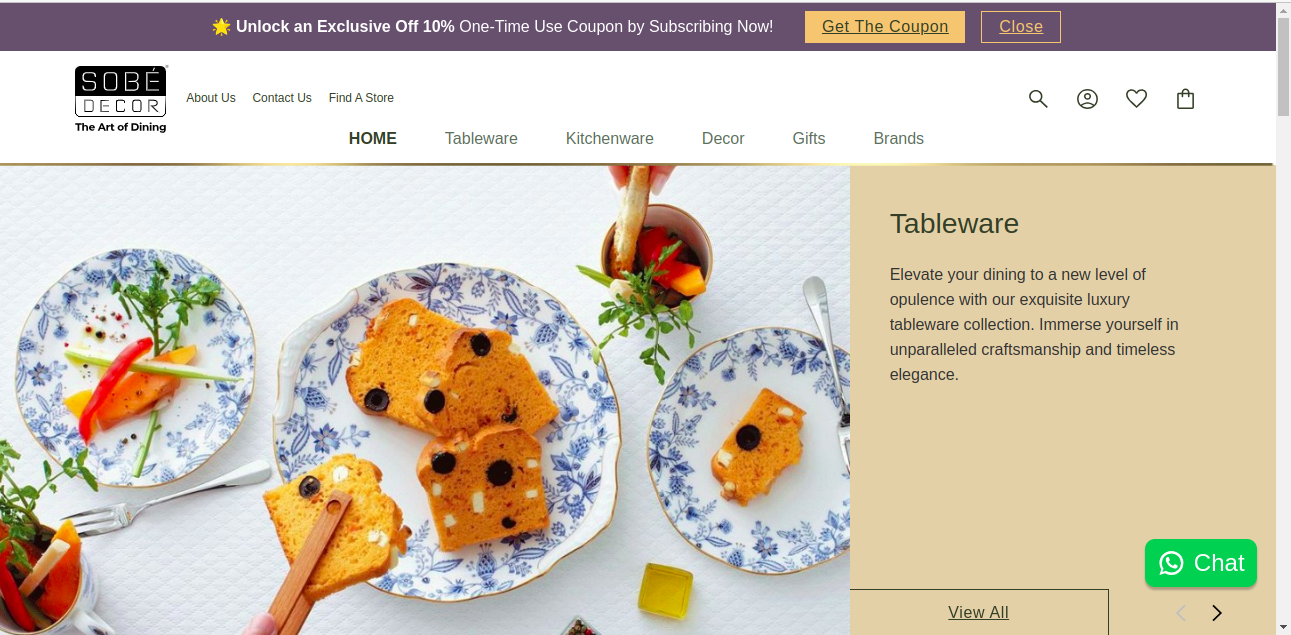 🌟 Unlock an Exclusive Off 10% One-Time Use Coupon by Subscribing Now!
Get The Coupon
Close
SOBÉ
DECOR
The Art of Dining
About Us
Contact Us
Find A Store
HOME
Tableware
Kitchenware
Decor
Gifts
Brands
Tableware
Elevate your dining to a new level of
opulence with our exquisite luxury
tableware collection. Immerse yourself in
unparalleled craftsmanship and timeless
elegance.
Chat
View All